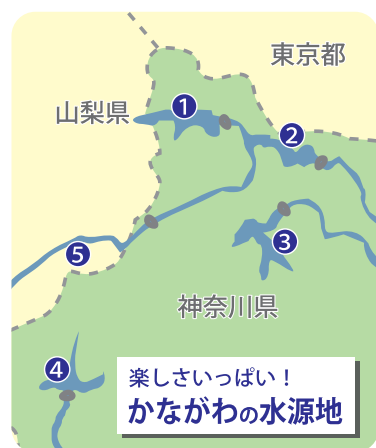 東京都
山梨県
1
2
3
5
神奈川県
4
楽しさいっぱい！
かながわの水源地